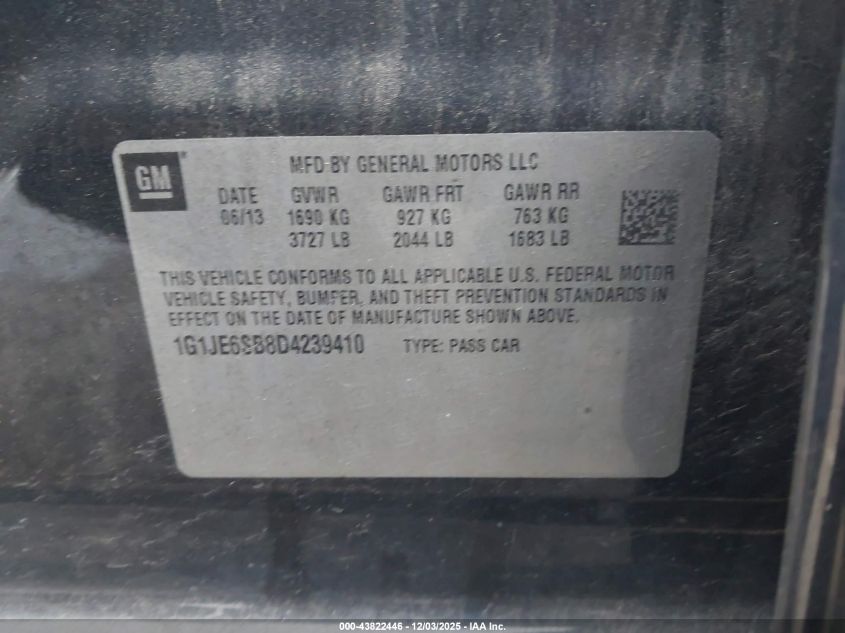 GM
MFD BY GENERAL MOTORS LLC
DATE GVWR GAWR FRT GAWR RR
06/13 1690 KG 927 KG 763 KG
3727 LB 2044 LB 1683 LB
THIS VEHICLE CONFORMS TO ALL APPLICABLE U.S. FEDERAL MOTOR
VEHICLE SAFETY, BUMPER, AND THEFT PREVENTION STANDARDS IN
EFFECT ON THE DATE OF MANUFACTURE SHOWN ABOVE.
1G1JE6SB8D4239410 TYPE: PASS CAR
000-43822446 - 12/03/2025 - IAA Inc.